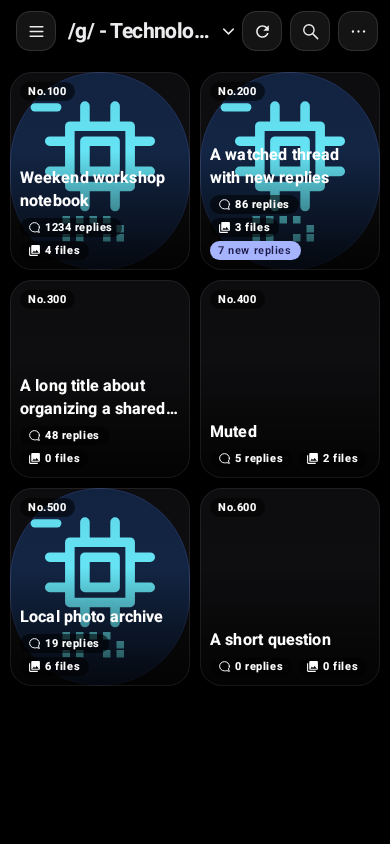 /g/ - Technolo...
No.100
Weekend workshop
notebook
1234 replies
4 files
No.200
A watched thread
with new replies
86 replies
3 files
7 new replies
No.300
A long title about
organizing a shared...
48 replies
0 files
No.400
Muted
5 replies
2 files
No.500
Local photo archive
19 replies
6 files
No.600
A short question
0 replies
0 files